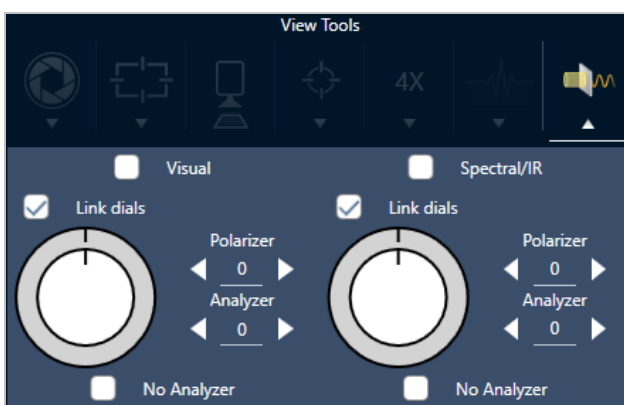 View Tools
4X
Visual Spectral/IR
Link dials Link dials
Polarizer Polarizer
0 0
Analyzer Analyzer
0 0
No Analyzer No Analyzer